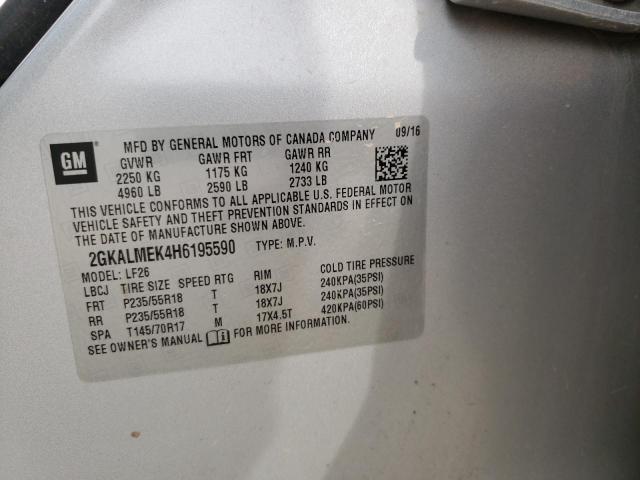 GM
MFD BY GENERAL MOTORS OF CANADA COMPANY 09/16
GVWR GAWR FRT GAWR RR
2250 KG 1175 KG 1240 KG
4960 LB 2590 LB 2733 LB
THIS VEHICLE CONFORMS TO ALL APPLICABLE U.S. FEDERAL MOTOR
VEHICLE SAFETY AND THEFT PREVENTION STANDARDS IN EFFECT ON
THE DATE OF MANUFACTURE SHOWN ABOVE.
2GKALMEK4H6195590 TYPE: M.P.V.
MODEL: LF26
LBCJ TIRE SIZE SPEED RTG RIM COLD TIRE PRESSURE
FRT P235/55R18 T 18X7J 240KPA(35PSI)
RR P235/55R18 T 18X7J 240KPA(35PSI)
SPA T145/70R17 M 17X4.5T 420KPA(60PSI)
SEE OWNER'S MANUAL FOR MORE INFORMATION.